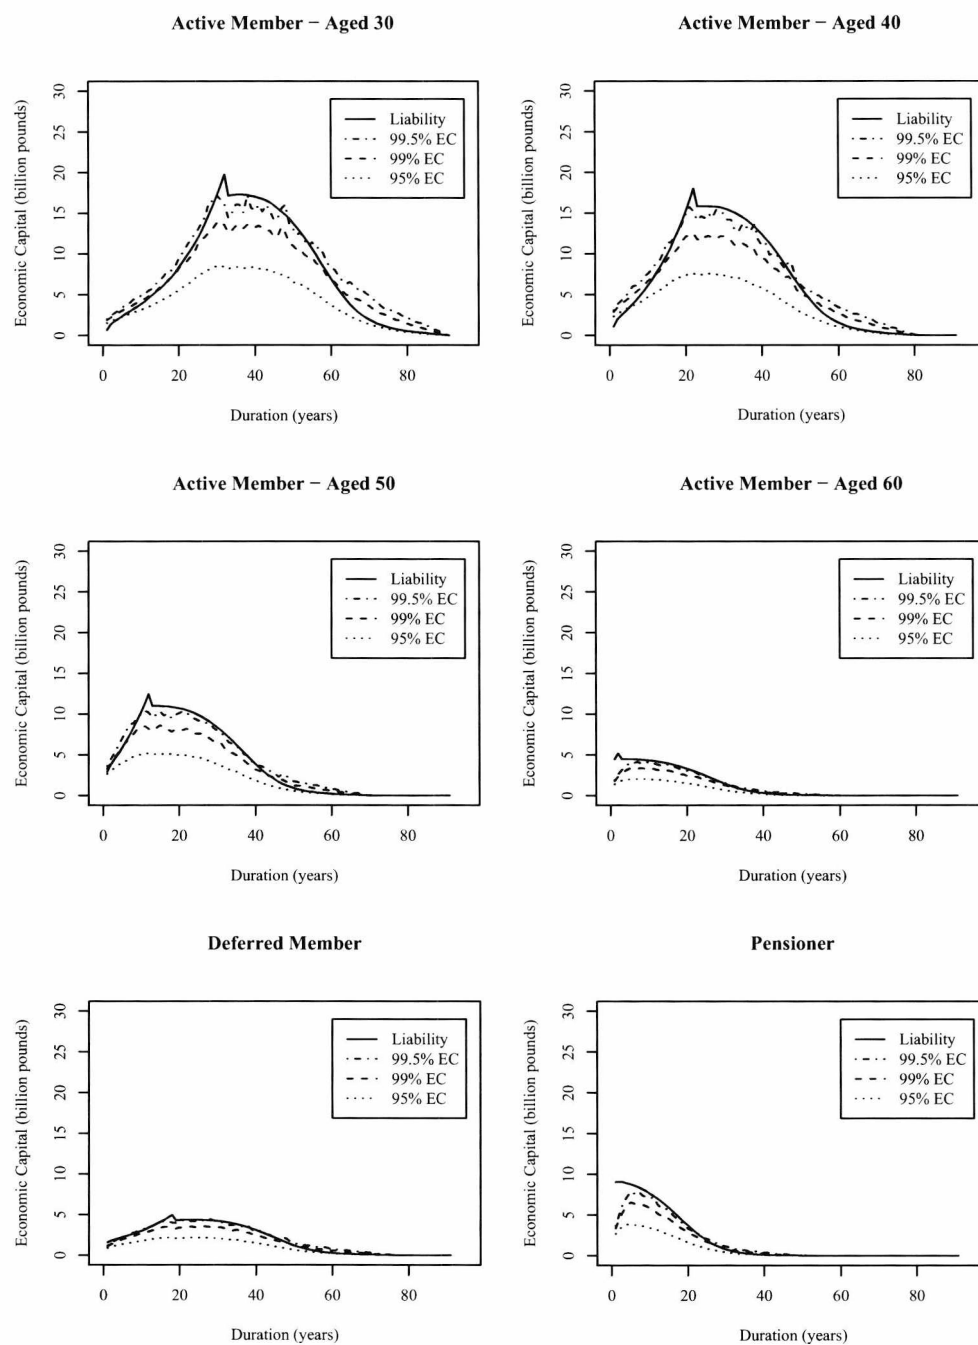 Active Member − Aged 30
Economic Capital (billion pounds)
30
25
20
15
10
5
0
Liability
99.5% EC
99% EC
95% EC
0 20 40 60 80
Duration (years)
Active Member − Aged 40
Economic Capital (billion pounds)
30
25
20
15
10
5
0
Liability
99.5% EC
99% EC
95% EC
0 20 40 60 80
Duration (years)
Active Member − Aged 50
Economic Capital (billion pounds)
30
25
20
15
10
5
0
Liability
99.5% EC
99% EC
95% EC
0 20 40 60 80
Duration (years)
Active Member − Aged 60
Economic Capital (billion pounds)
30
25
20
15
10
5
0
Liability
99.5% EC
99% EC
95% EC
0 20 40 60 80
Duration (years)
Deferred Member
Economic Capital (billion pounds)
30
25
20
15
10
5
0
Liability
99.5% EC
99% EC
95% EC
0 20 40 60 80
Duration (years)
Pensioner
Economic Capital (billion pounds)
30
25
20
15
10
5
0
Liability
99.5% EC
99% EC
95% EC
0 20 40 60 80
Duration (years)